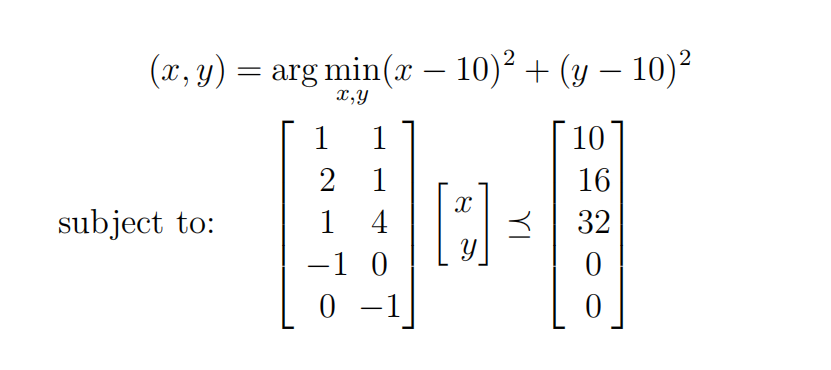 (x, y) = arg min(x − 10)² + (y − 10)²
x,y
subject to:
[1 1
2 1
1 4
−1 0
0 −1]
[x
y]
⪯
[10
16
32
0
0]